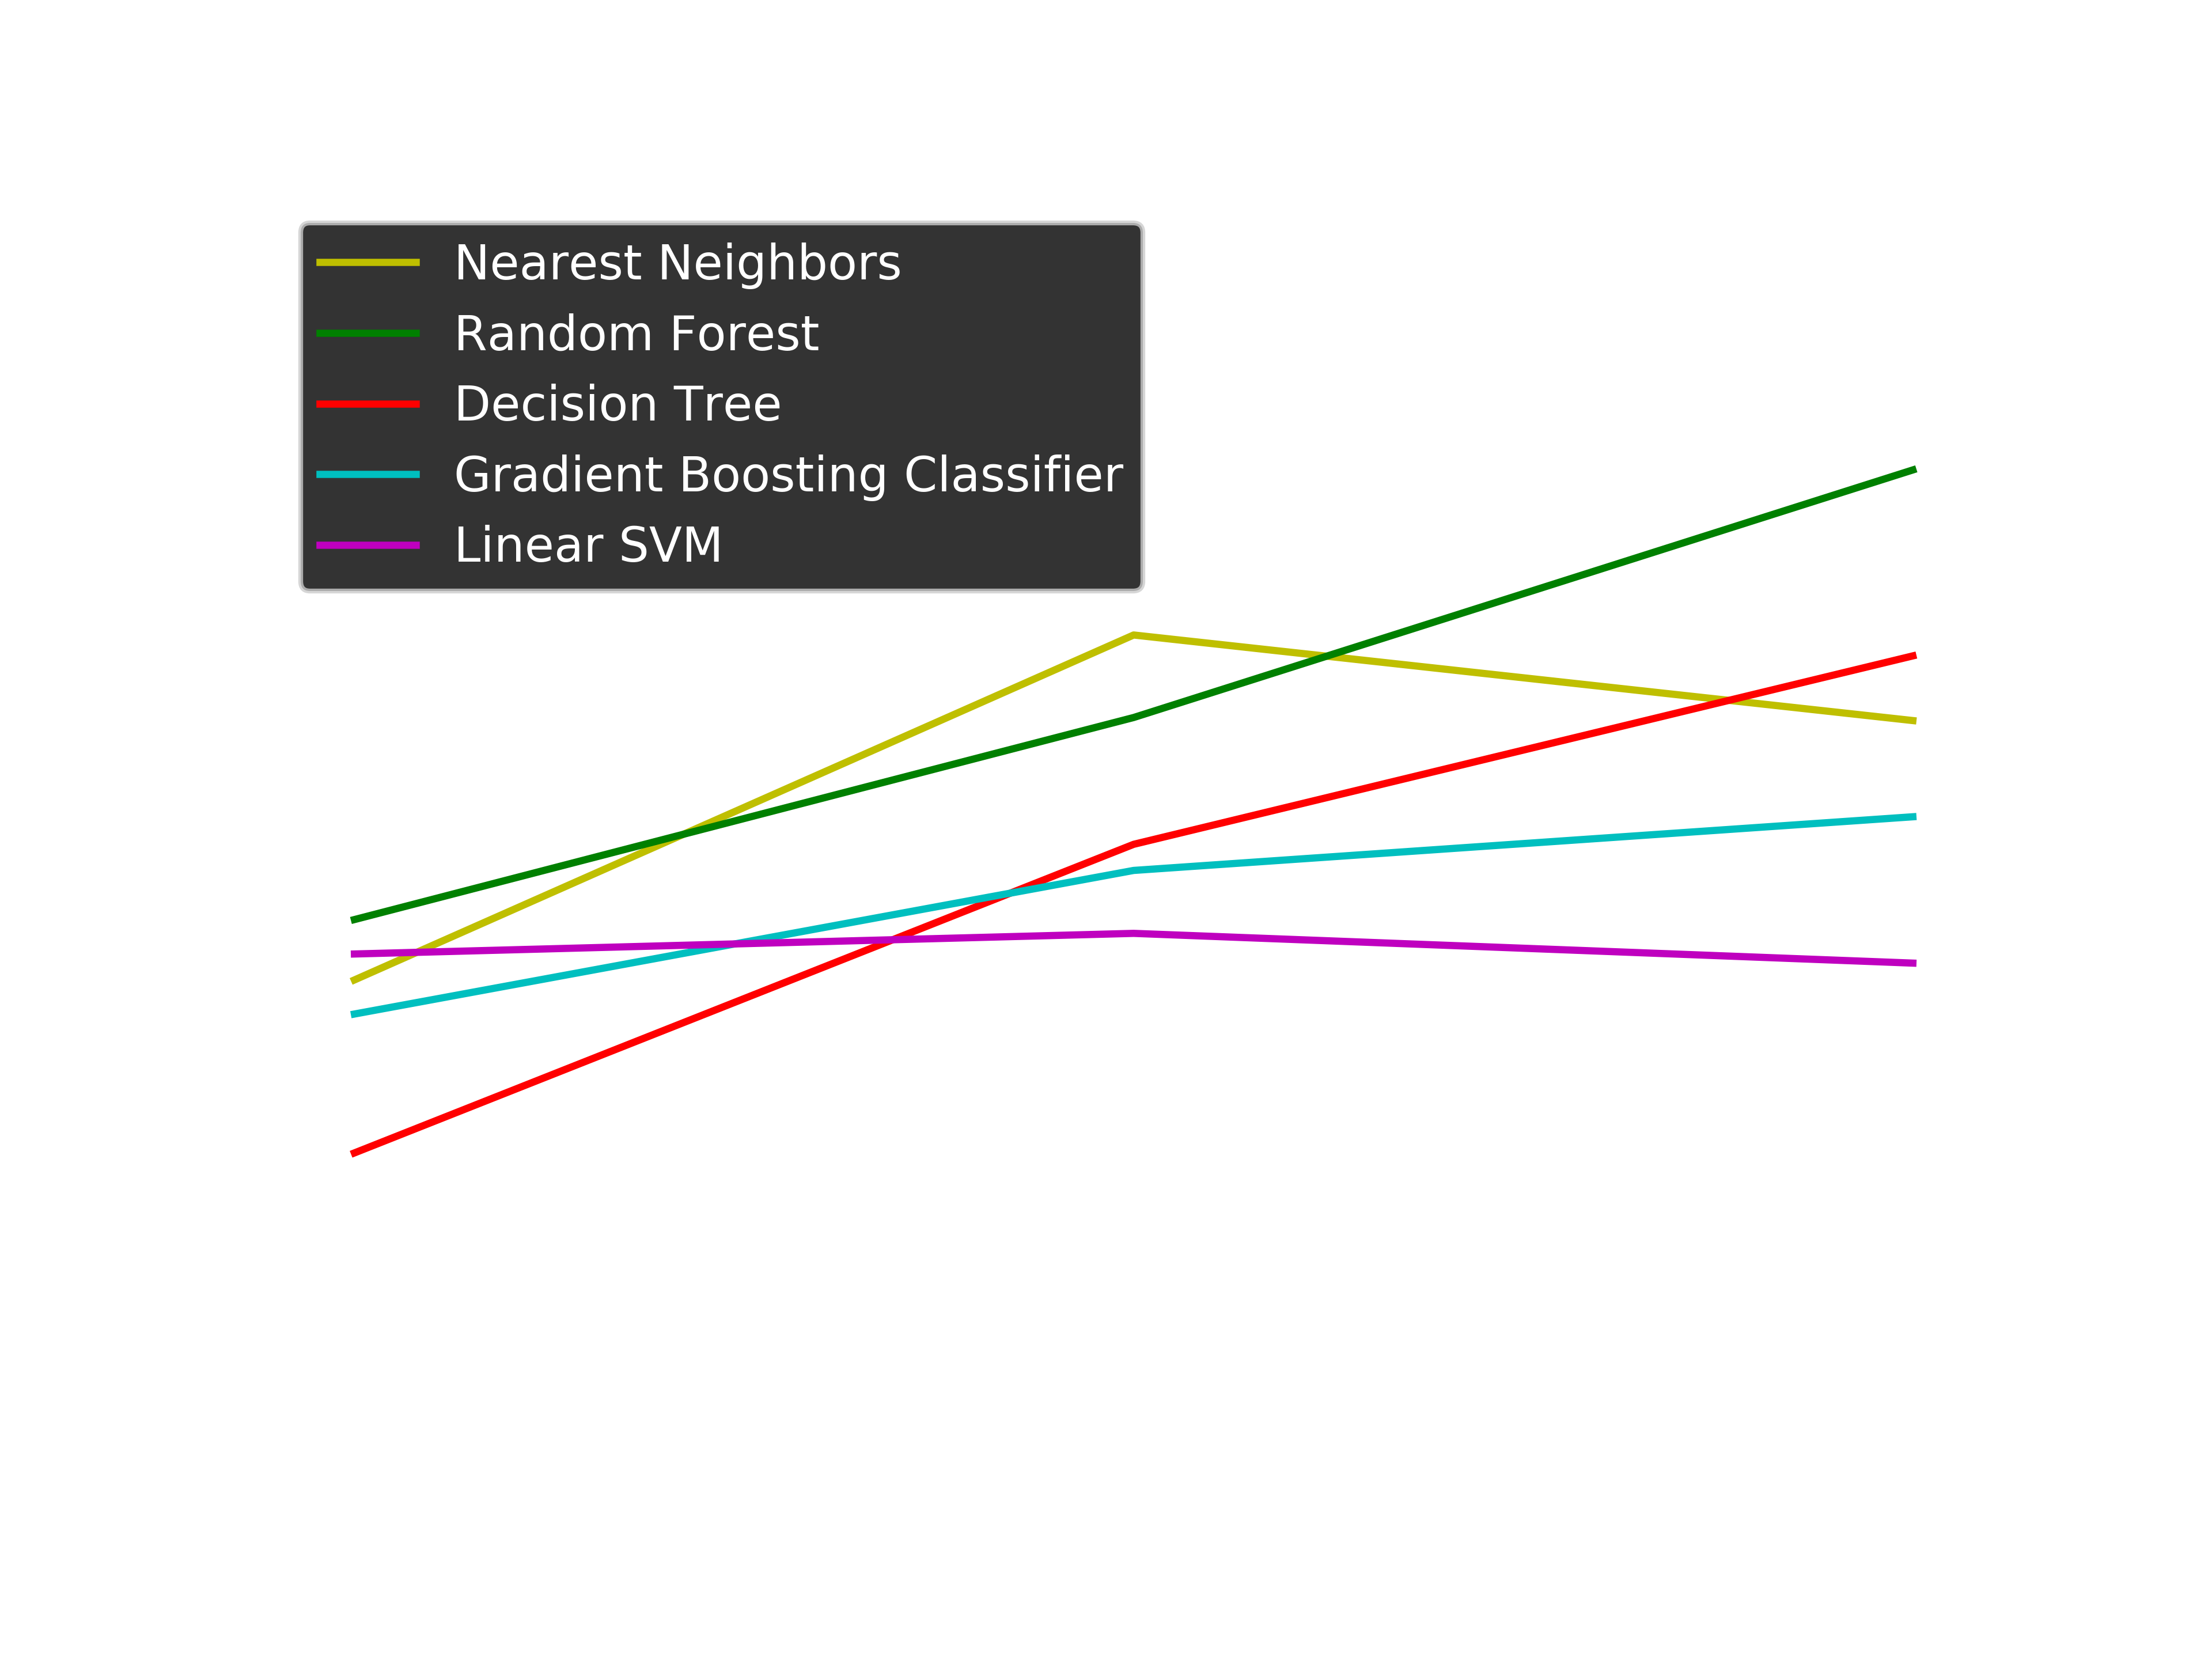 Nearest Neighbors
Random Forest
Decision Tree
Gradient Boosting Classifier
Linear SVM